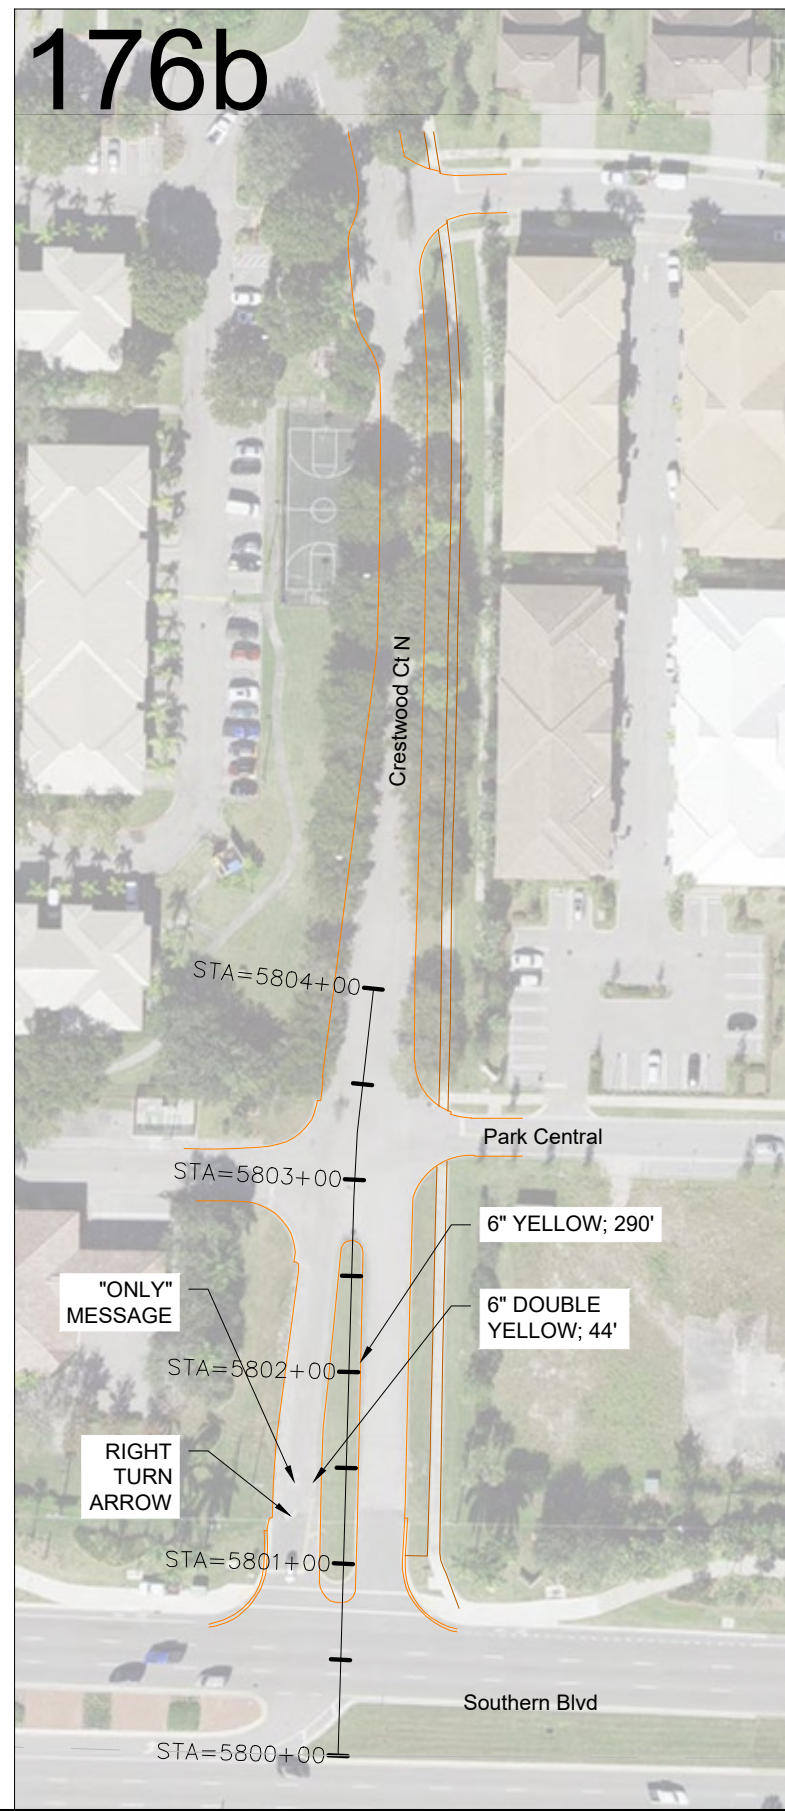 176b
Crestwood Ct N
STA=5804+00
Park Central
STA=5803+00
6" YELLOW; 290'
"ONLY"
MESSAGE
6" DOUBLE
YELLOW; 44'
STA=5802+00
RIGHT
TURN
ARROW
STA=5801+00
Southern Blvd
STA=5800+00